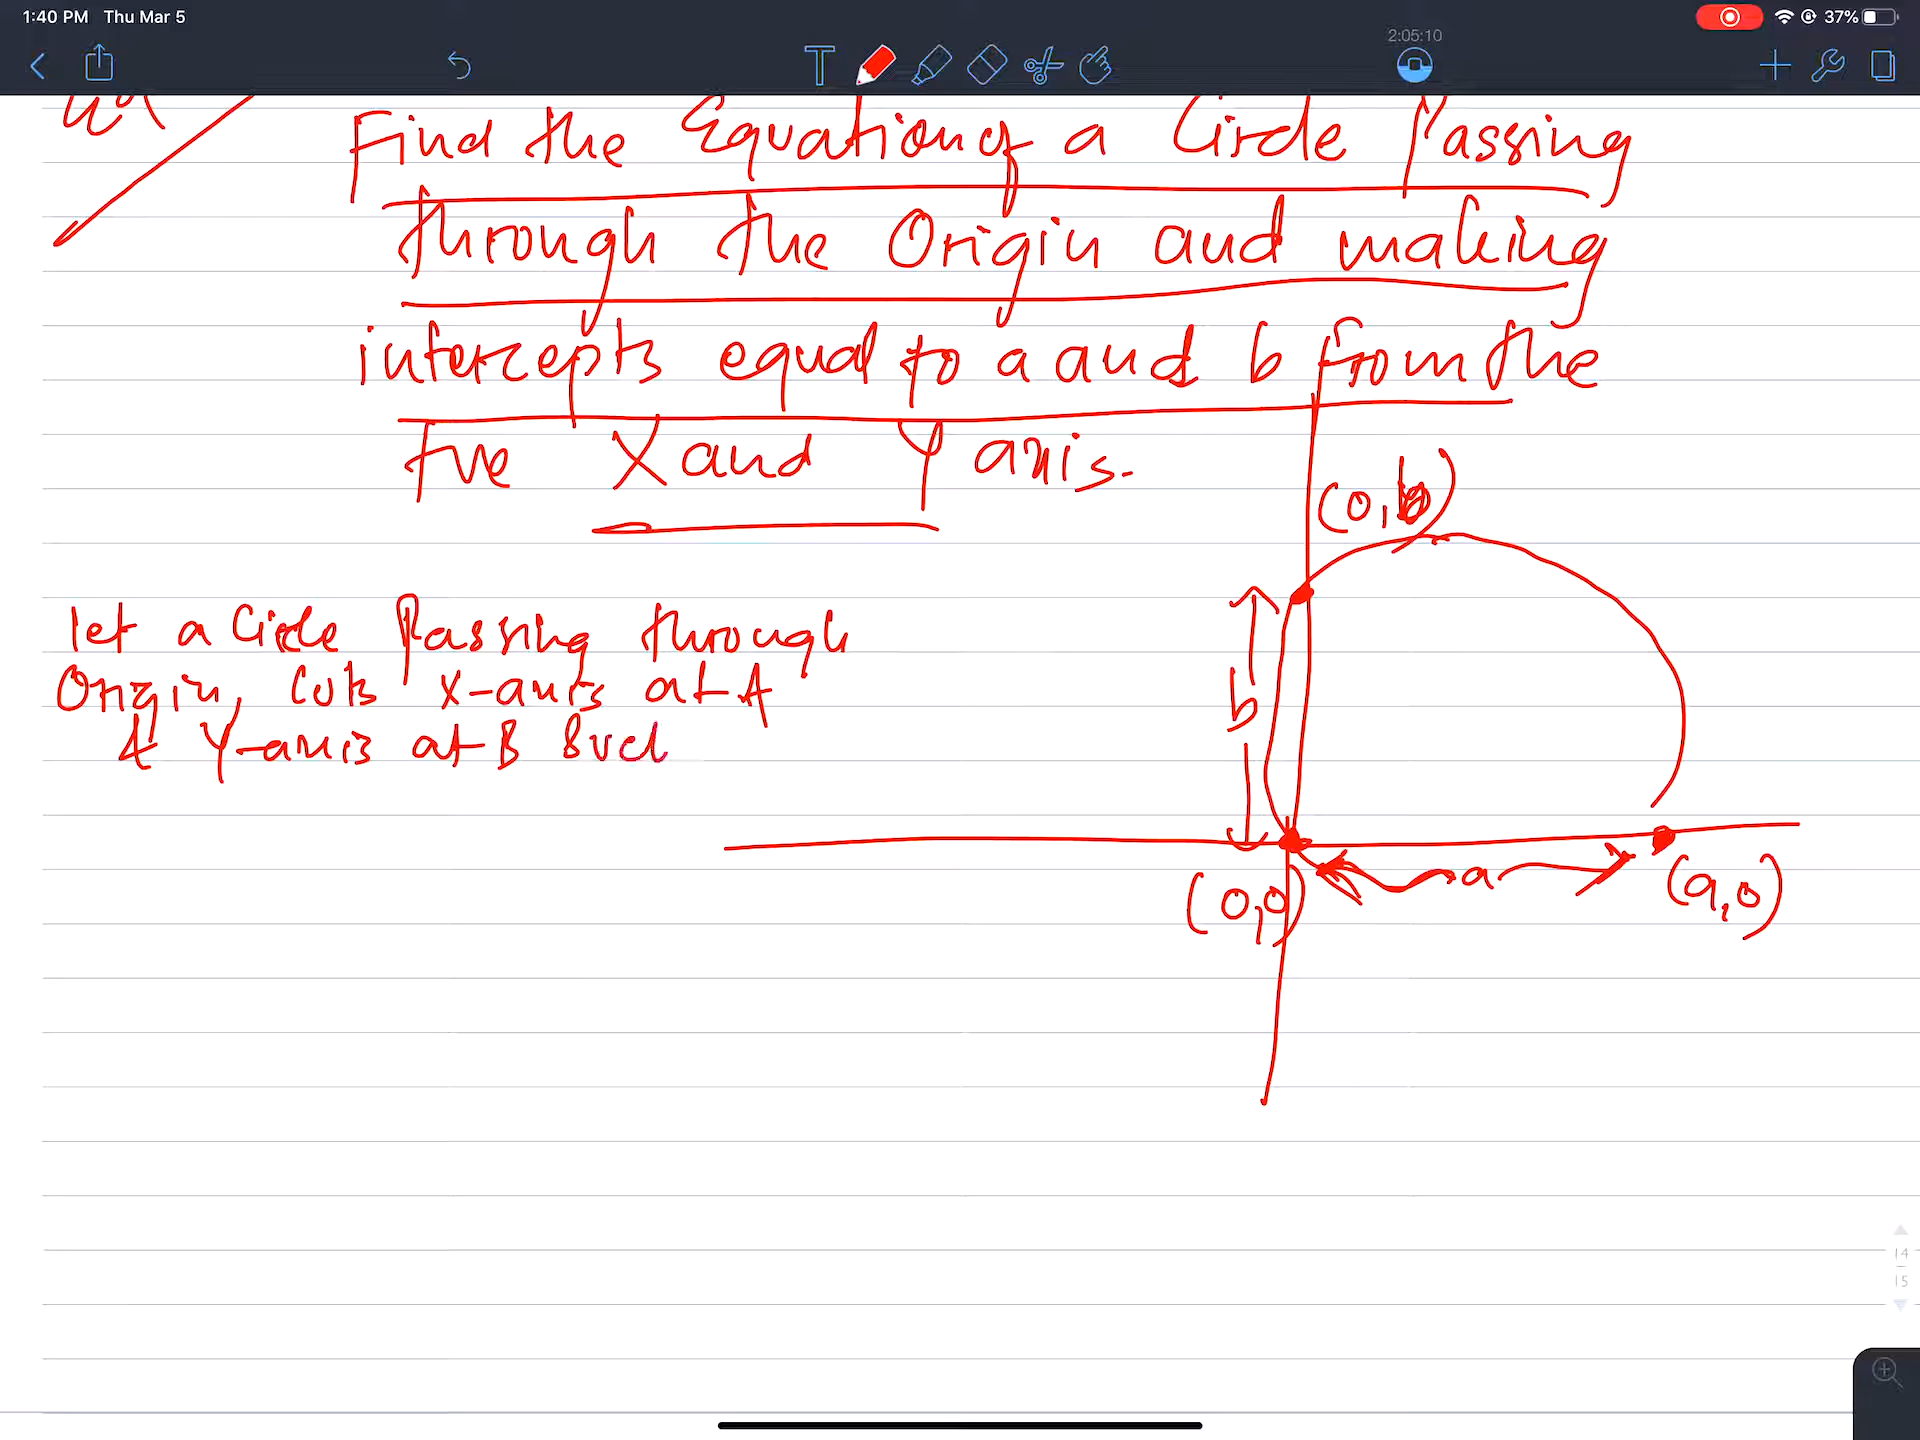 1:40 PM Thu Mar 5
37%
2:05:10
Find the Equation of a Circle Passing
through the Origin and making
intercepts equal to a and b from the
+ve X and Y axis.
(0,b)
let a Circle Passing through
Origin, Cuts X-axis at A
& Y-axis at B Such
b
(0,0)
a
(a,0)
14
15